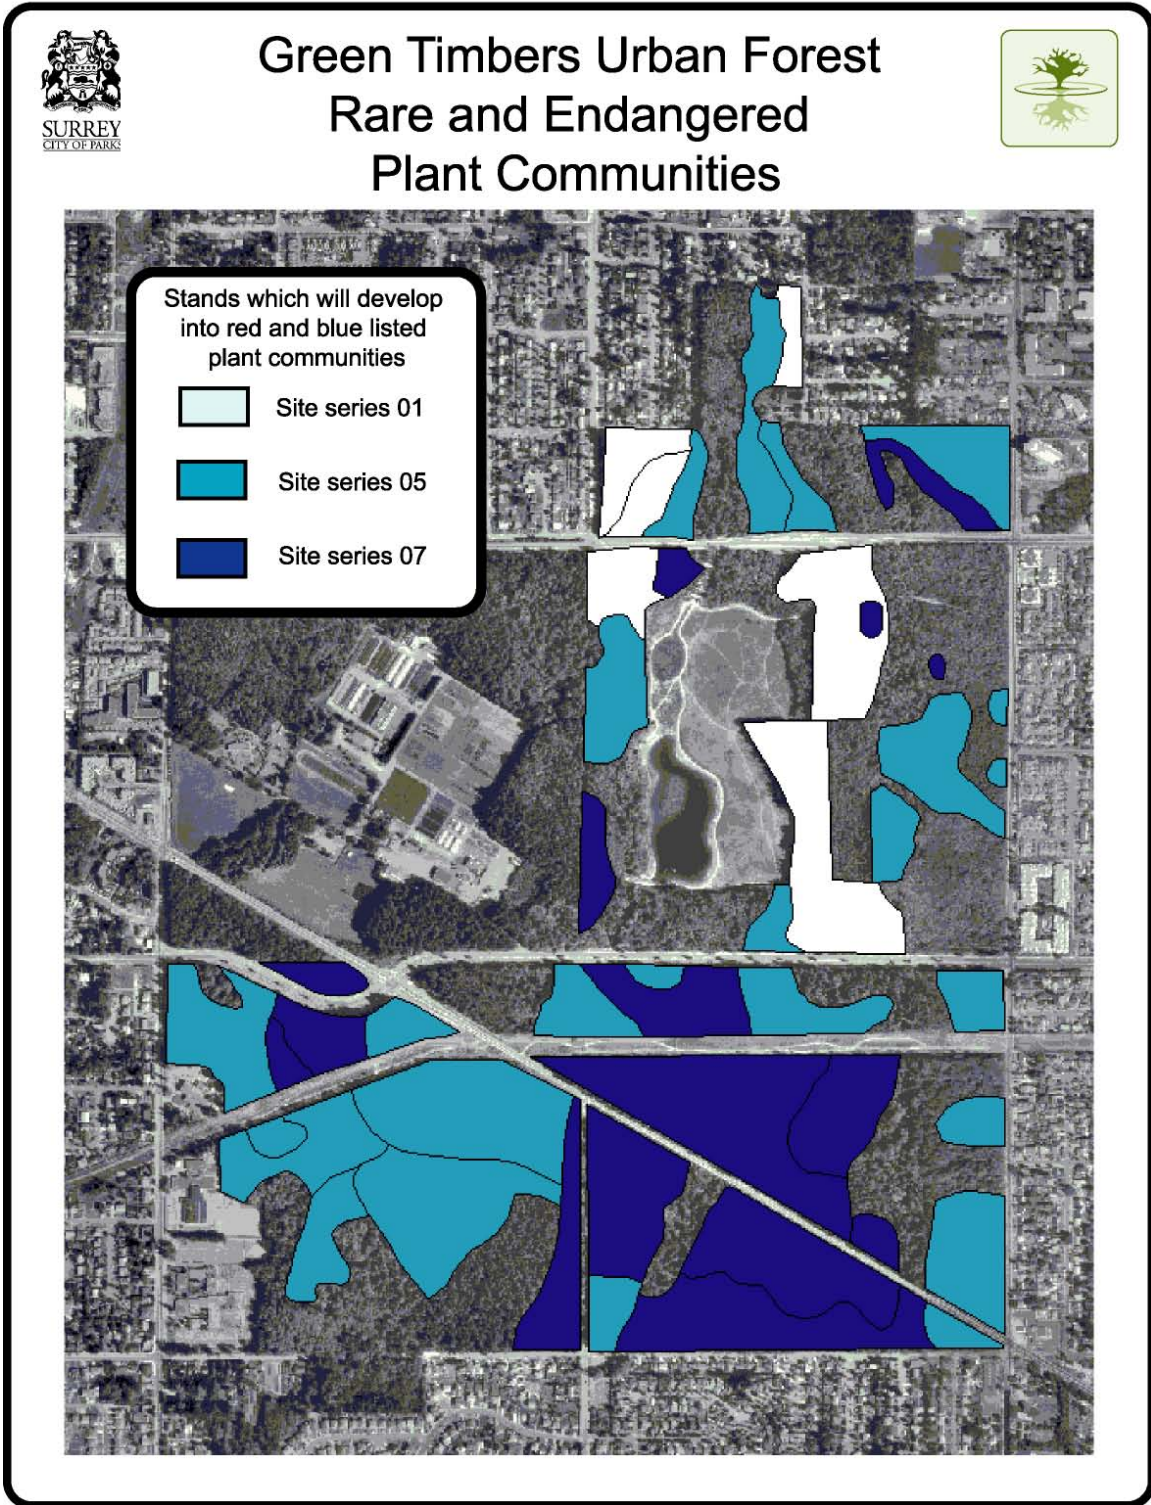 Green Timbers Urban Forest
Rare and Endangered
Plant Communities
SURREY
CITY OF PARKS
Stands which will develop
into red and blue listed
plant communities
Site series 01
Site series 05
Site series 07